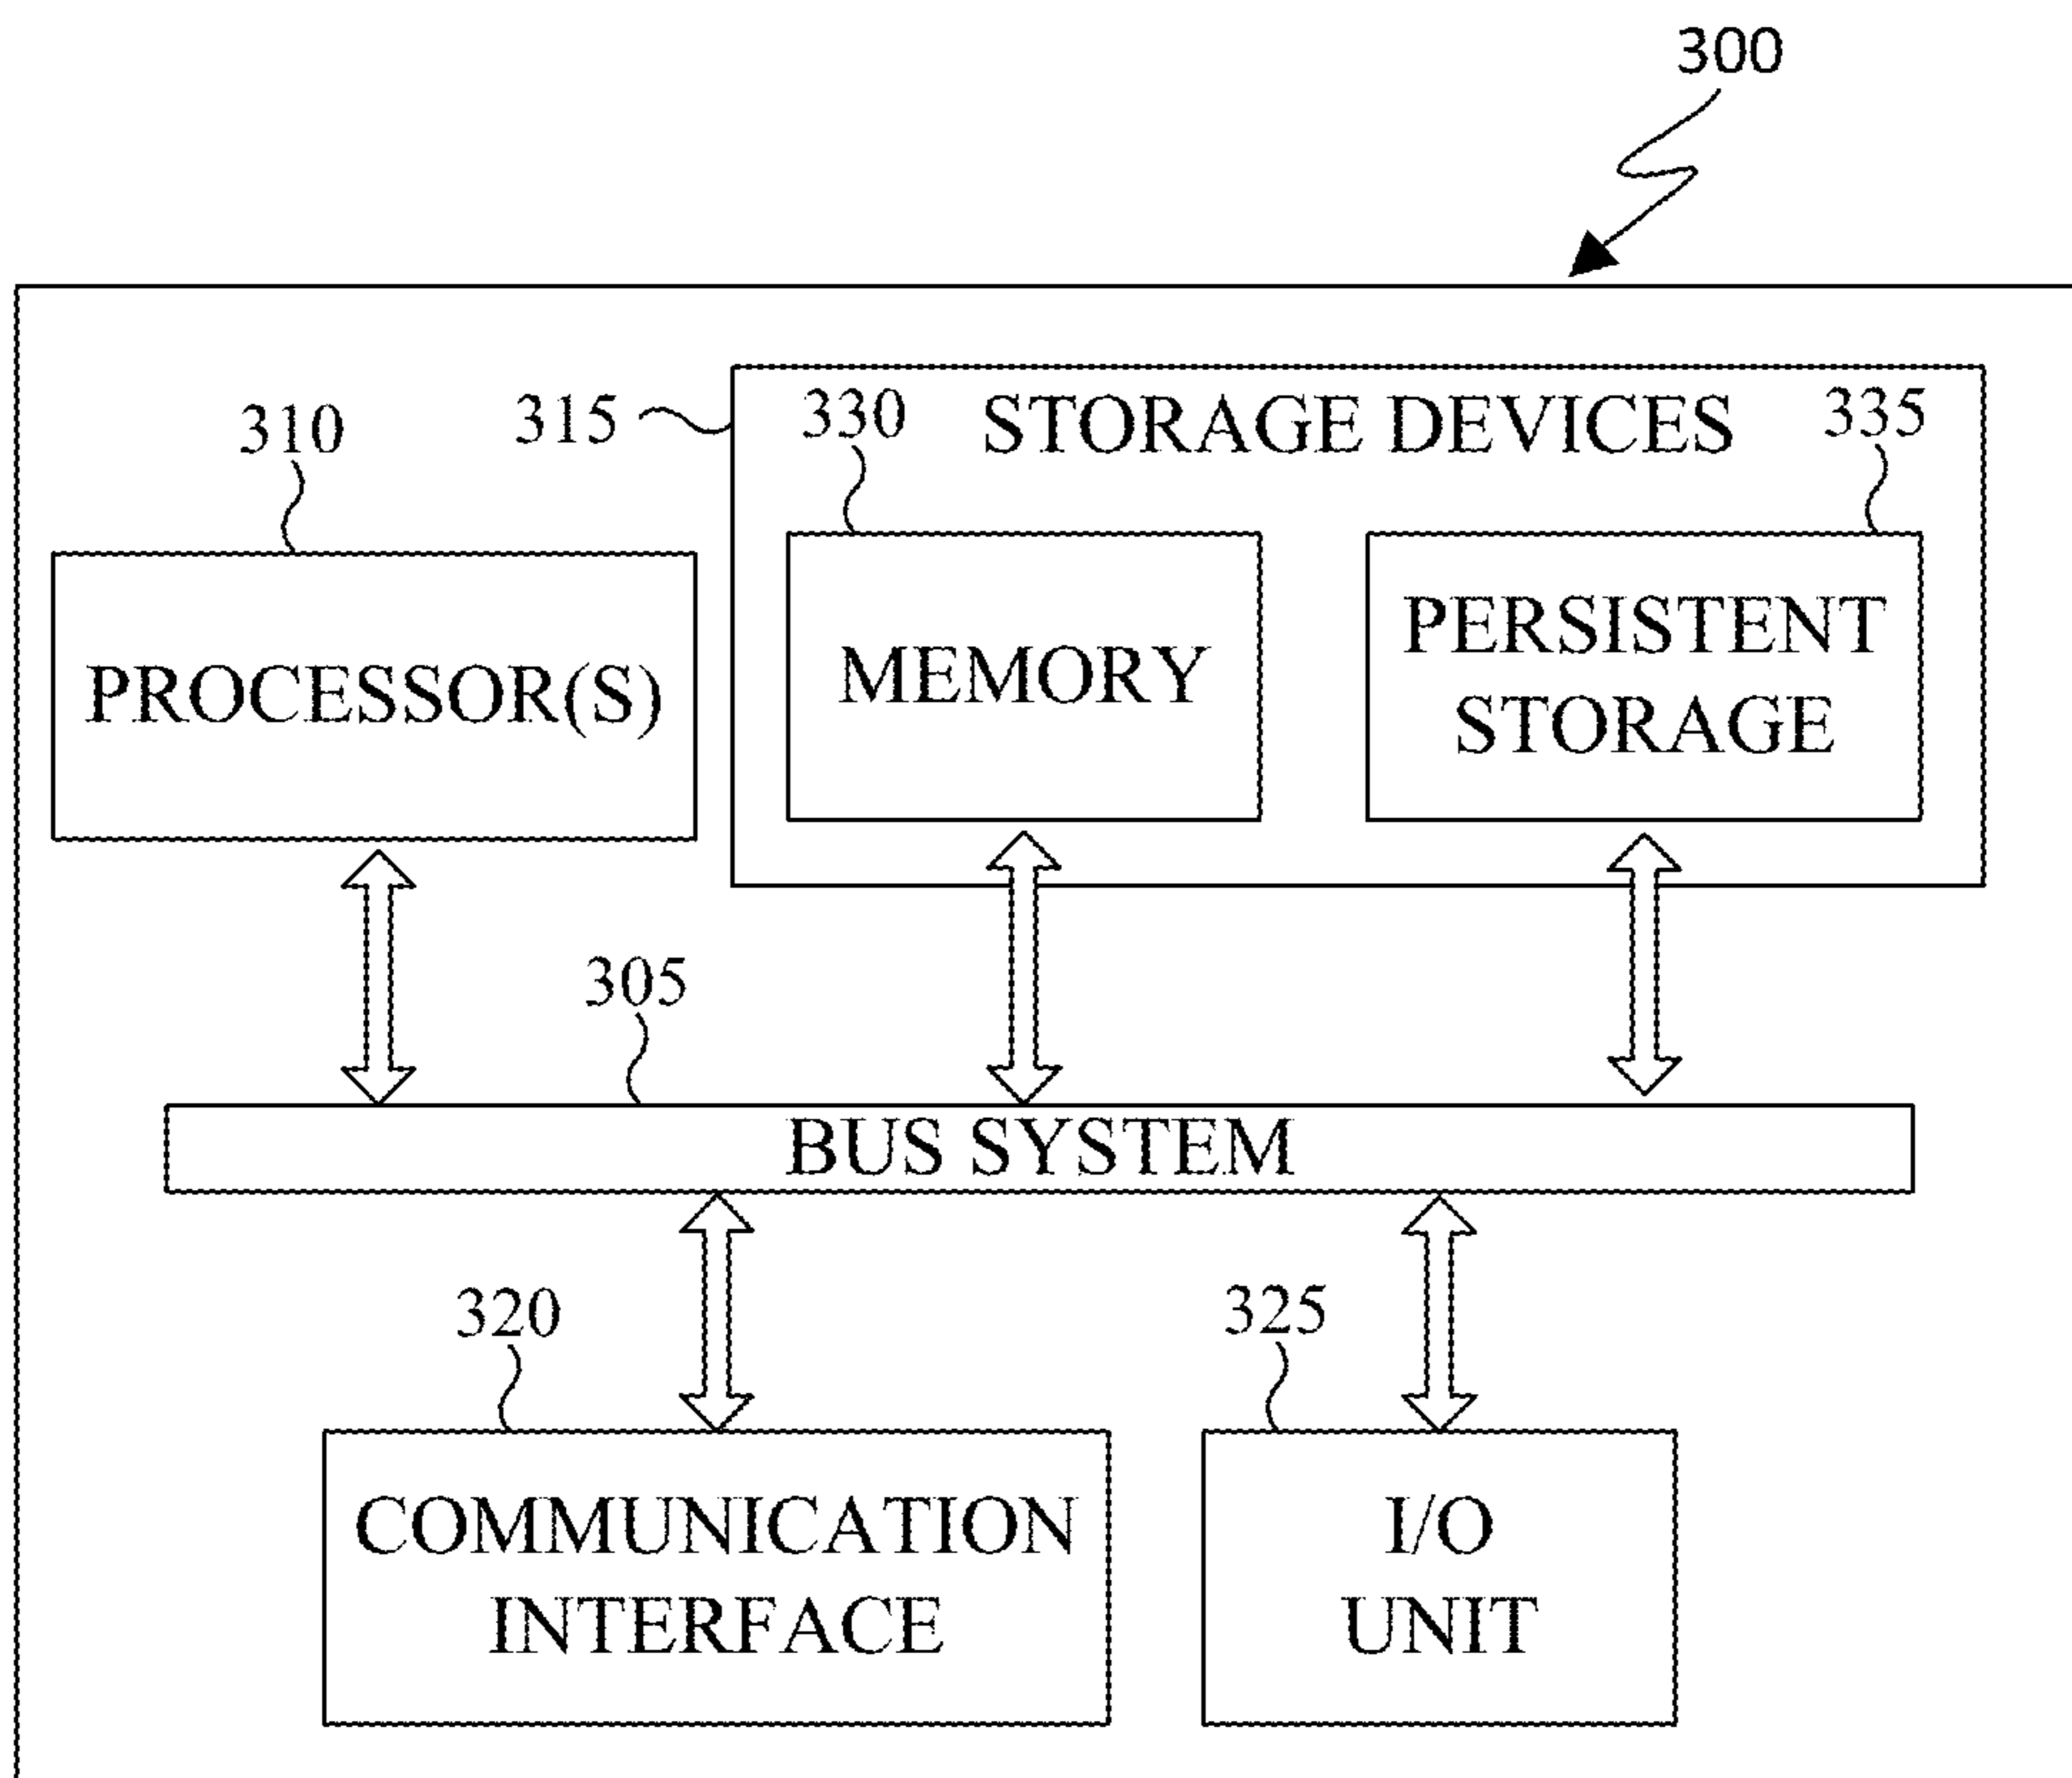 300
310
315
330
STORAGE DEVICES
335
PROCESSOR(S)
MEMORY
PERSISTENT
STORAGE
305
BUS SYSTEM
320
325
COMMUNICATION
INTERFACE
I/O
UNIT